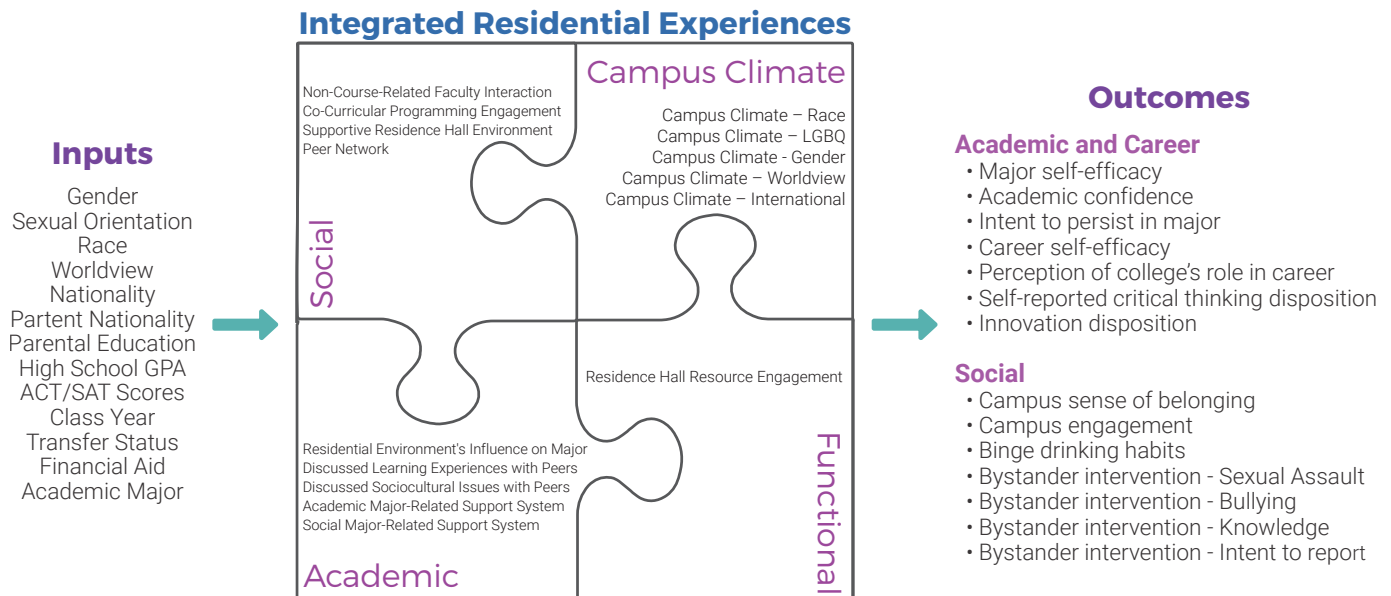 Integrated Residential Experiences
Inputs
Gender
Sexual Orientation
Race
Worldview
Nationality
Partent Nationality
Parental Education
High School GPA
ACT/SAT Scores
Class Year
Transfer Status
Financial Aid
Academic Major
Non-Course-Related Faculty Interaction
Co-Curricular Programming Engagement
Supportive Residence Hall Environment
Peer Network
Social
Campus Climate
Campus Climate – Race
Campus Climate – LGBQ
Campus Climate - Gender
Campus Climate – Worldview
Campus Climate – International
Residential Environment's Influence on Major
Discussed Learning Experiences with Peers
Discussed Sociocultural Issues with Peers
Academic Major-Related Support System
Social Major-Related Support System
Academic
Residence Hall Resource Engagement
Functional
Outcomes
Academic and Career
• Major self-efficacy
• Academic confidence
• Intent to persist in major
• Career self-efficacy
• Perception of college's role in career
• Self-reported critical thinking disposition
• Innovation disposition
Social
• Campus sense of belonging
• Campus engagement
• Binge drinking habits
• Bystander intervention - Sexual Assault
• Bystander intervention - Bullying
• Bystander intervention - Knowledge
• Bystander intervention - Intent to report